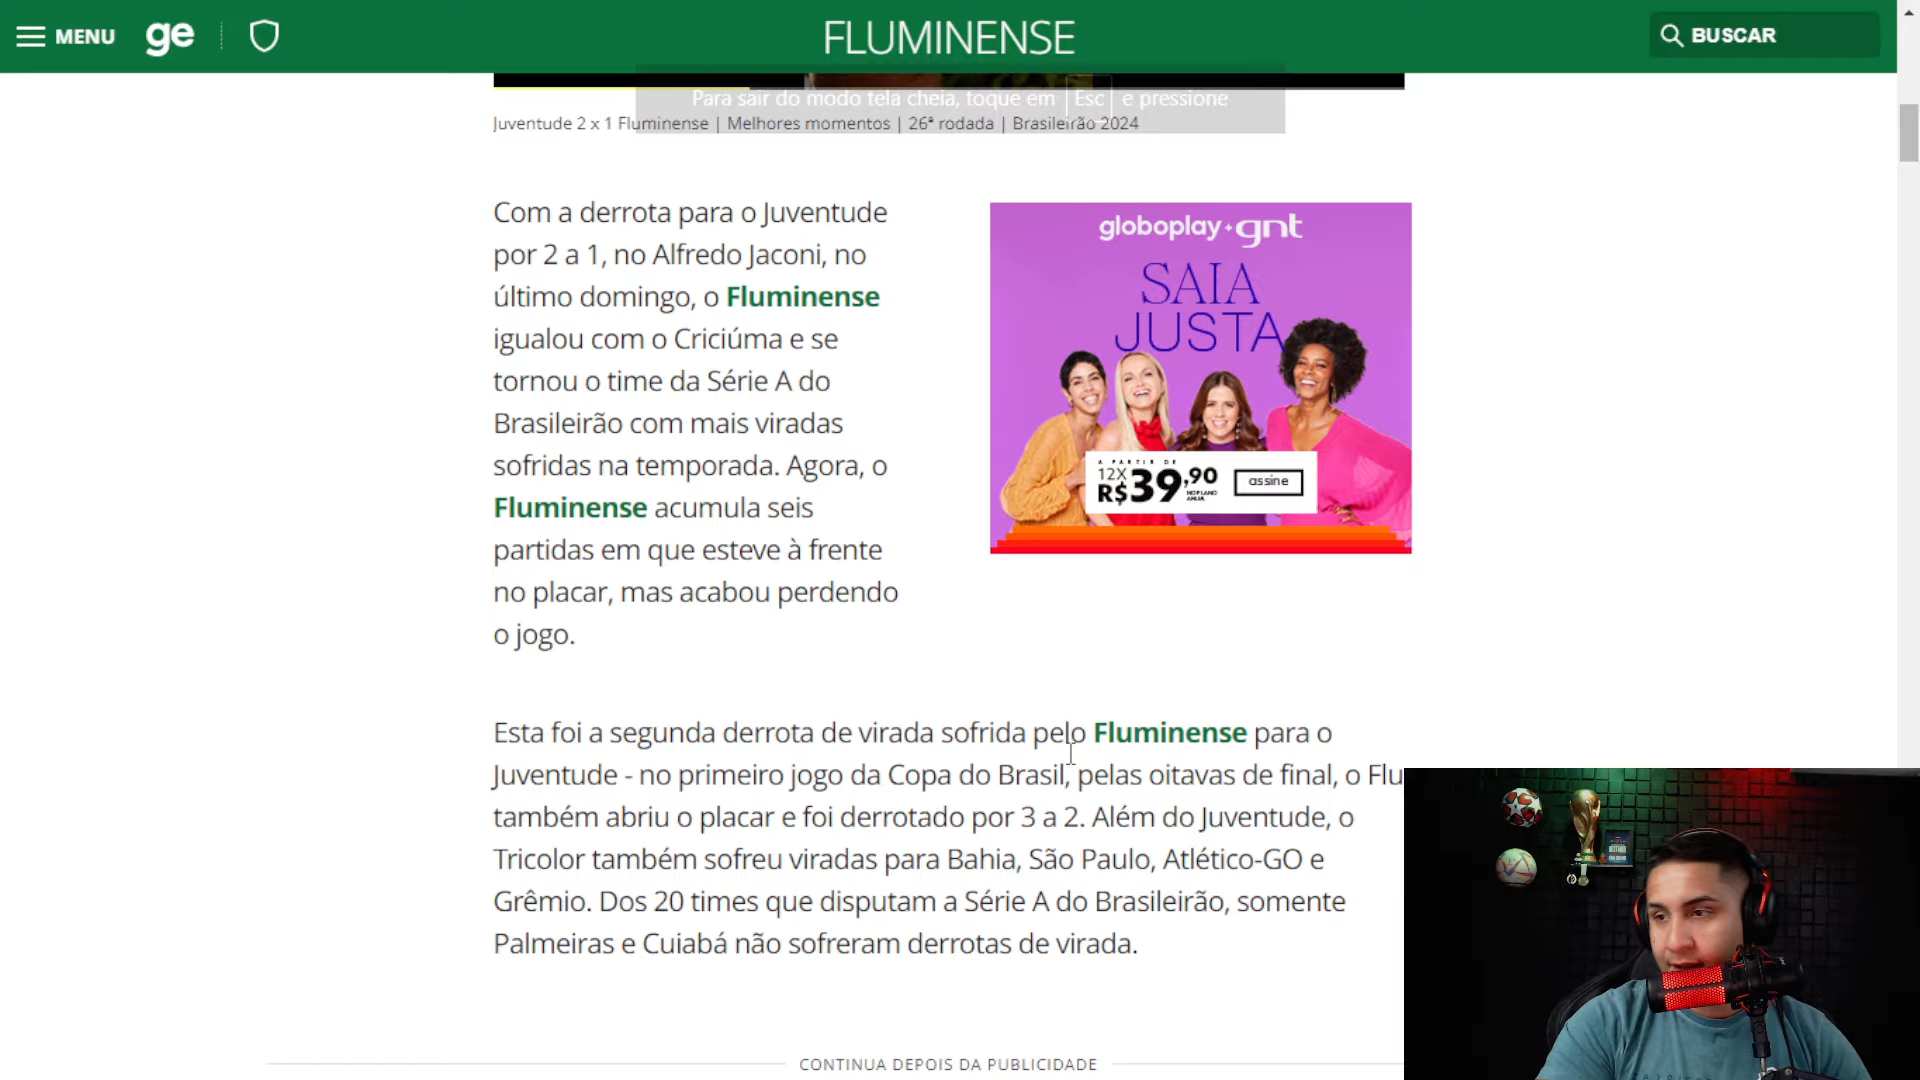 MENU
ge
FLUMINENSE
BUSCAR
Para sair do modo tela cheia, toque em Esc e pressione
Juventude 2 x 1 Fluminense | Melhores momentos | 26ª rodada | Brasileirão 2024
Com a derrota para o Juventude
por 2 a 1, no Alfredo Jaconi, no
último domingo, o Fluminense
igualou com o Criciúma e se
tornou o time da Série A do
Brasileirão com mais viradas
sofridas na temporada. Agora, o
Fluminense acumula seis
partidas em que esteve à frente
no placar, mas acabou perdendo
o jogo.
globoplay + gnt
SAIA
JUSTA
A PARTIR DE
12X
R$39,90
NO PLANO
ANUAL
assine
Esta foi a segunda derrota de virada sofrida pelo Fluminense para o
Juventude - no primeiro jogo da Copa do Brasil, pelas oitavas de final, o Flu
também abriu o placar e foi derrotado por 3 a 2. Além do Juventude, o
Tricolor também sofreu viradas para Bahia, São Paulo, Atlético-GO e
Grêmio. Dos 20 times que disputam a Série A do Brasileirão, somente
Palmeiras e Cuiabá não sofreram derrotas de virada.
CONTINUA DEPOIS DA PUBLICIDADE